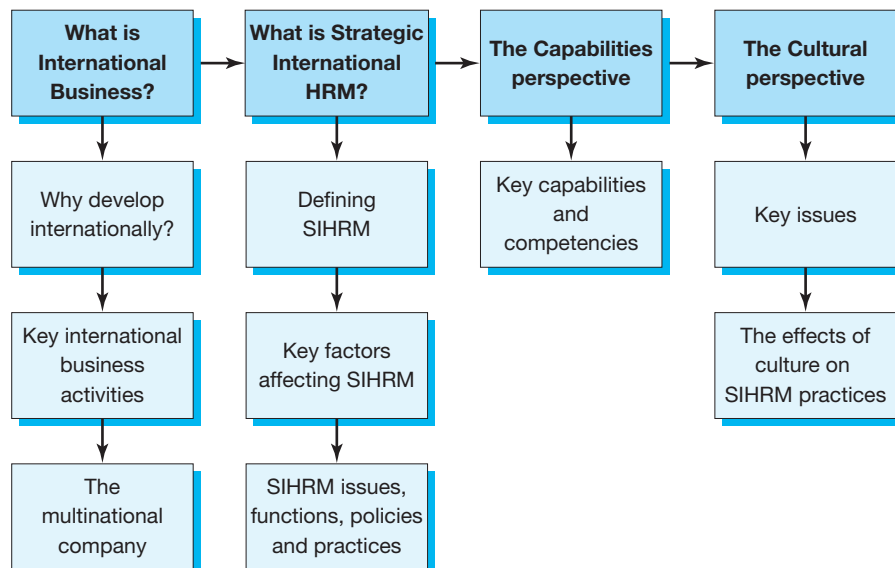 What is
International
Business?
What is Strategic
International
HRM?
The Capabilities
perspective
The Cultural
perspective
Why develop
internationally?
Defining
SIHRM
Key capabilities
and
competencies
Key issues
Key international
business
activities
Key factors
affecting SIHRM
The effects of
culture on
SIHRM practices
The
multinational
company
SIHRM issues,
functions, policies
and practices